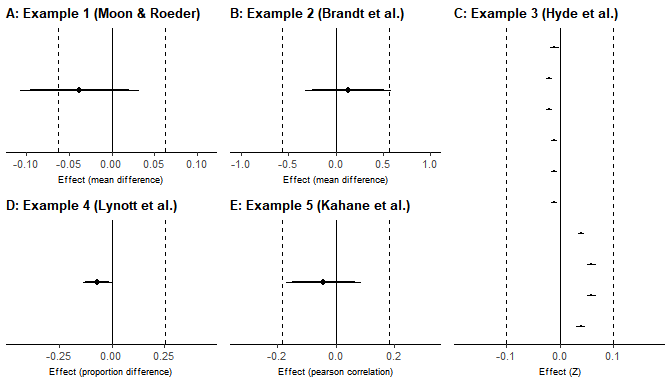 A: Example 1 (Moon & Roeder)
-0.10 -0.05 0.00 0.05 0.10
Effect (mean difference)
B: Example 2 (Brandt et al.)
-1.0 -0.5 0.0 0.5 1.0
Effect (mean difference)
C: Example 3 (Hyde et al.)
-0.1 0.0 0.1
Effect (Z)
D: Example 4 (Lynott et al.)
-0.25 0.00 0.25
Effect (proportion difference)
E: Example 5 (Kahane et al.)
-0.2 0.0 0.2
Effect (pearson correlation)